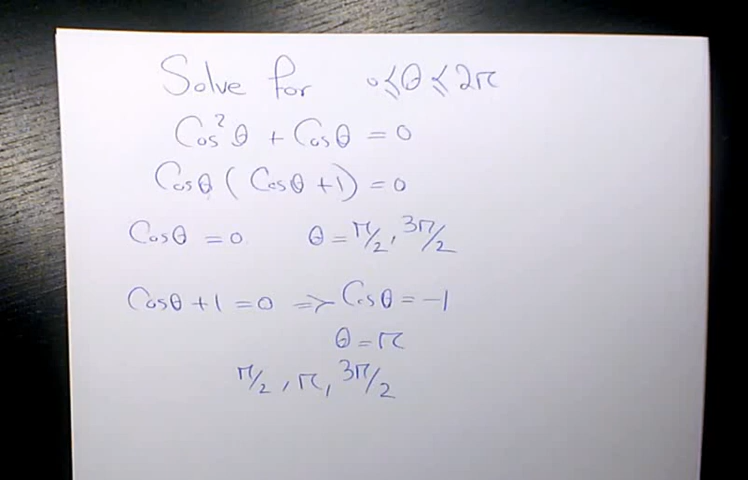 Solve for 0≤θ≤2π
Cos²θ + Cosθ = 0
Cosθ ( Cosθ +1) = 0
Cosθ = 0 θ = π/2, 3π/2
Cosθ + 1 = 0 => Cosθ = -1
θ = π
π/2, π, 3π/2